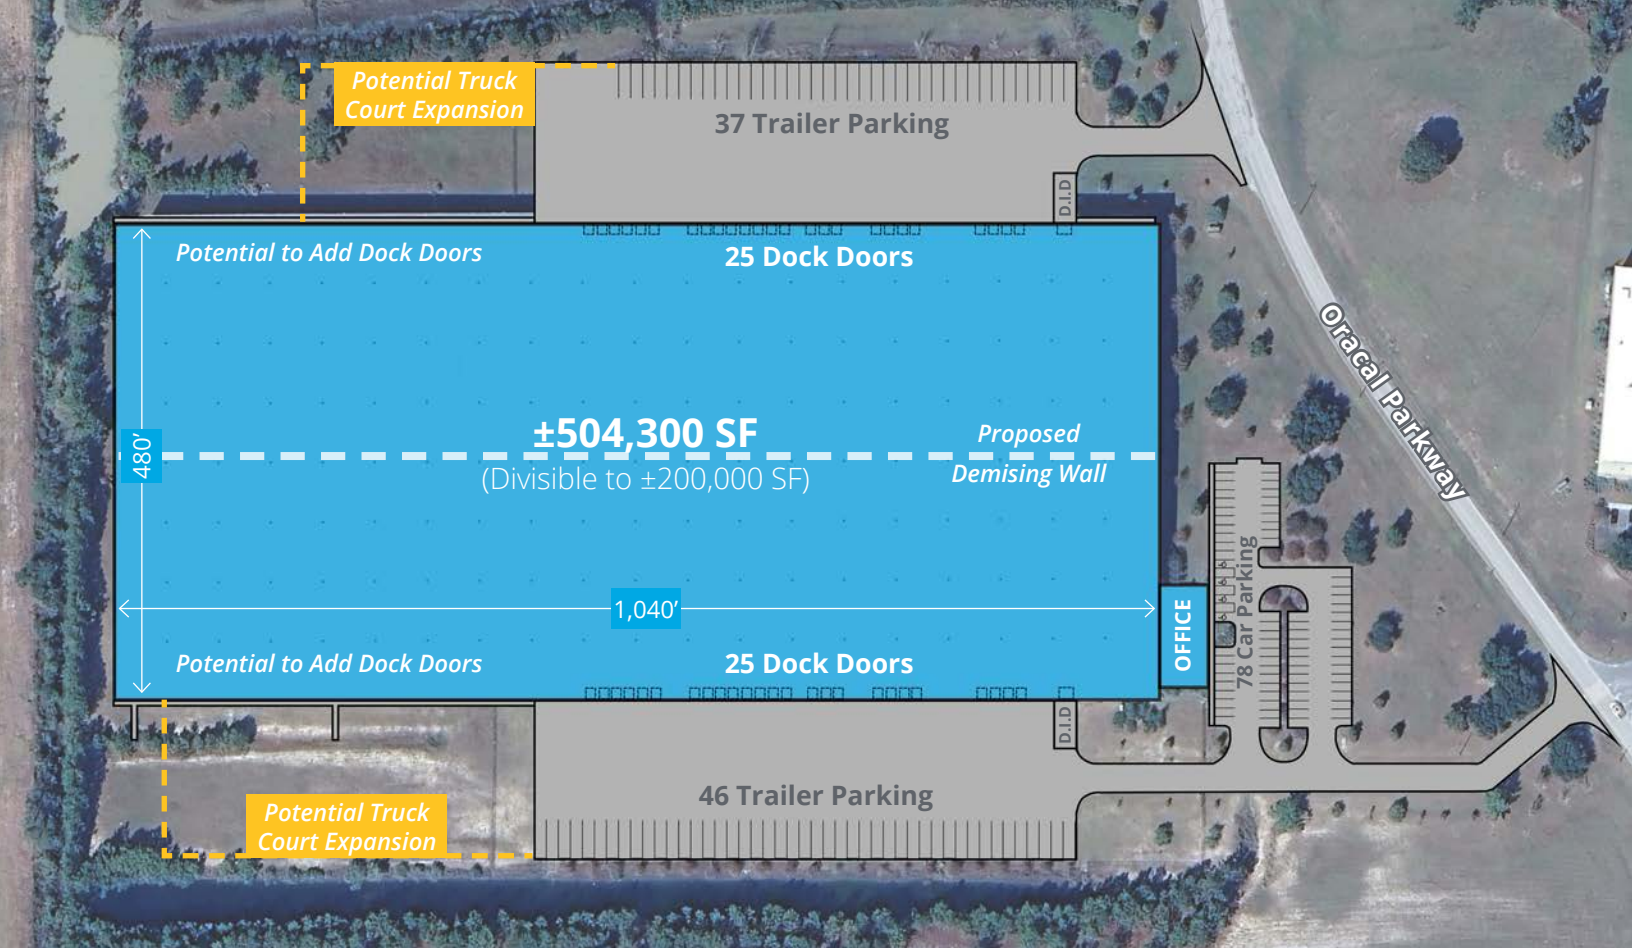 Potential Truck
Court Expansion
37 Trailer Parking
D.I.D
Potential to Add Dock Doors
25 Dock Doors
Oracal Parkway
±504,300 SF
(Divisible to ±200,000 SF)
Proposed
Demising Wall
480’
1,040’
OFFICE
78 Car Parking
Potential to Add Dock Doors
25 Dock Doors
D.I.D
46 Trailer Parking
Potential Truck
Court Expansion